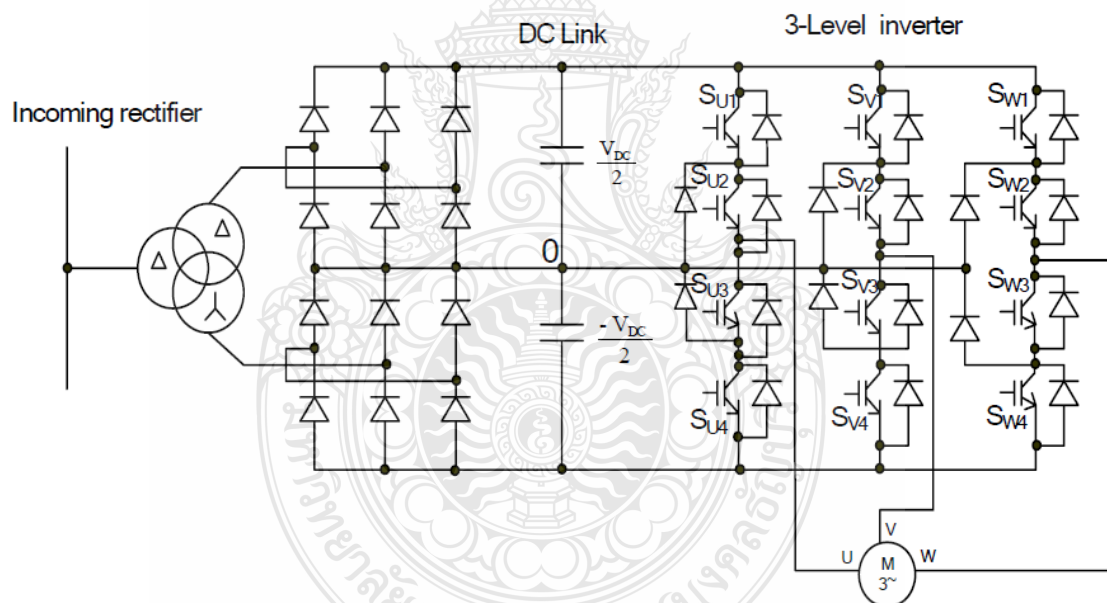 DC Link
3-Level inverter
Incoming rectifier
S_U1
S_V1
S_W1
V_DC
2
S_U2
S_V2
S_W2
Δ
Δ
0
S_U3
S_V3
S_W3
- V_DC
2
S_U4
S_V4
S_W4
V
U
M
3~
W